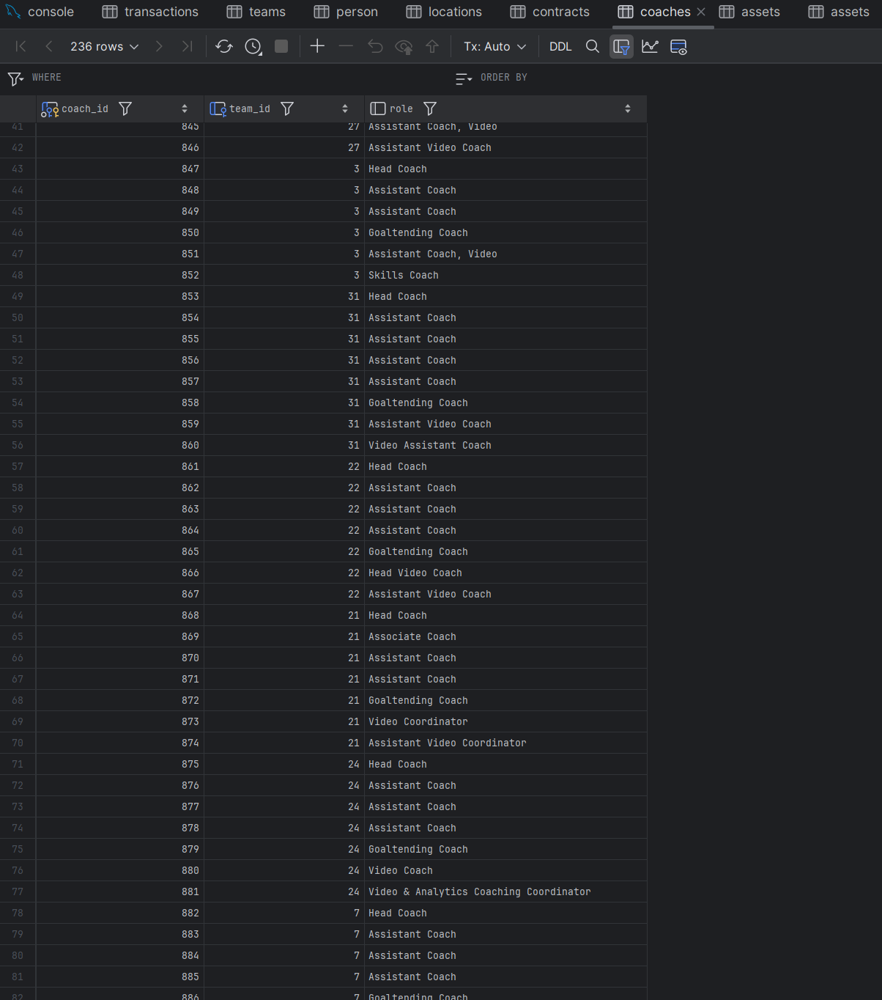 console transactions teams person locations contracts coaches assets assets
236 rows Tx: Auto DDL
WHERE ORDER BY
coach_id team_id role
41 845 27 Assistant Coach, Video
42 846 27 Assistant Video Coach
43 847 3 Head Coach
44 848 3 Assistant Coach
45 849 3 Assistant Coach
46 850 3 Goaltending Coach
47 851 3 Assistant Coach, Video
48 852 3 Skills Coach
49 853 31 Head Coach
50 854 31 Assistant Coach
51 855 31 Assistant Coach
52 856 31 Assistant Coach
53 857 31 Assistant Coach
54 858 31 Goaltending Coach
55 859 31 Assistant Video Coach
56 860 31 Video Assistant Coach
57 861 22 Head Coach
58 862 22 Assistant Coach
59 863 22 Assistant Coach
60 864 22 Assistant Coach
61 865 22 Goaltending Coach
62 866 22 Head Video Coach
63 867 22 Assistant Video Coach
64 868 21 Head Coach
65 869 21 Associate Coach
66 870 21 Assistant Coach
67 871 21 Assistant Coach
68 872 21 Goaltending Coach
69 873 21 Video Coordinator
70 874 21 Assistant Video Coordinator
71 875 24 Head Coach
72 876 24 Assistant Coach
73 877 24 Assistant Coach
74 878 24 Assistant Coach
75 879 24 Goaltending Coach
76 880 24 Video Coach
77 881 24 Video & Analytics Coaching Coordinator
78 882 7 Head Coach
79 883 7 Assistant Coach
80 884 7 Assistant Coach
81 885 7 Assistant Coach
82 886 7 Goaltending Coach